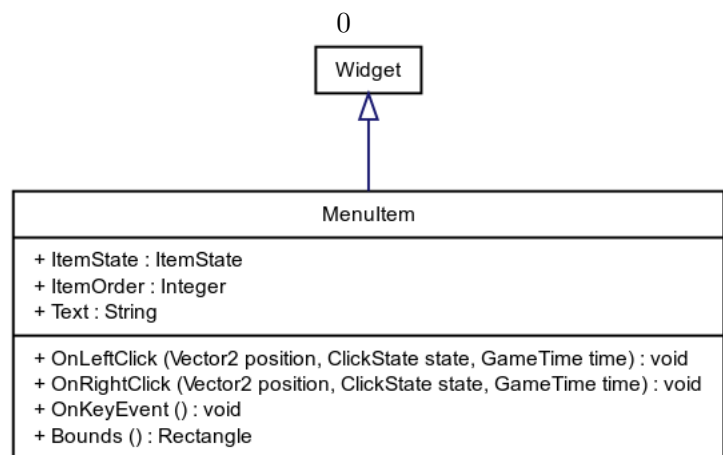 0
Widget
MenuItem
+ ItemState : ItemState
+ ItemOrder : Integer
+ Text : String
+ OnLeftClick (Vector2 position, ClickState state, GameTime time) : void
+ OnRightClick (Vector2 position, ClickState state, GameTime time) : void
+ OnKeyEvent () : void
+ Bounds () : Rectangle